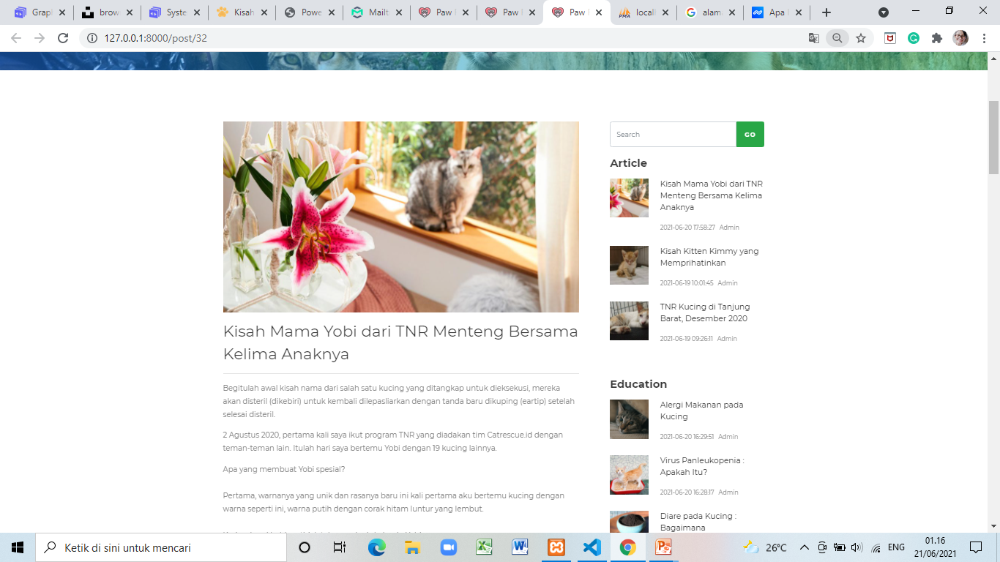 Grap
brow
Syste
Kisah
Powe
Mailt
Paw
Paw
Paw
locall
alam
Apa
127.0.0.1:8000/post/32
Search
GO
Article
Kisah Mama Yobi dari TNR
Menteng Bersama Kelima
Anaknya
2021-06-20 17:58:27 Admin
Kisah Kitten Kimmy yang
Memprihatinkan
2021-06-19 10:01:45 Admin
TNR Kucing di Tanjung
Barat, Desember 2020
2021-06-19 09:26:11 Admin
Kisah Mama Yobi dari TNR Menteng Bersama
Kelima Anaknya
Begitulah awal kisah nama dari salah satu kucing yang ditangkap untuk dieksekusi, mereka
akan disteril (dikebiri) untuk kembali dilepasliarkan dengan tanda baru dikuping (eartip) setelah
selesai disteril.
2 Agustus 2020, pertama kali saya ikut program TNR yang diadakan tim Catrescue.id dengan
teman-teman lain. Itulah hari saya bertemu Yobi dengan 19 kucing lainnya.
Apa yang membuat Yobi spesial?
Pertama, warnanya yang unik dan rasanya baru ini kali pertama aku bertemu kucing dengan
warna seperti ini, warna putih dengan corak hitam luntur yang lembut.
Education
Alergi Makanan pada
Kucing
2021-06-20 16:29:51 Admin
Virus Panleukopenia :
Apakah Itu?
2021-06-20 16:28:17 Admin
Diare pada Kucing :
Bagaimana
Ketik di sini untuk mencari
26°C
ENG
01.16
21/06/2021